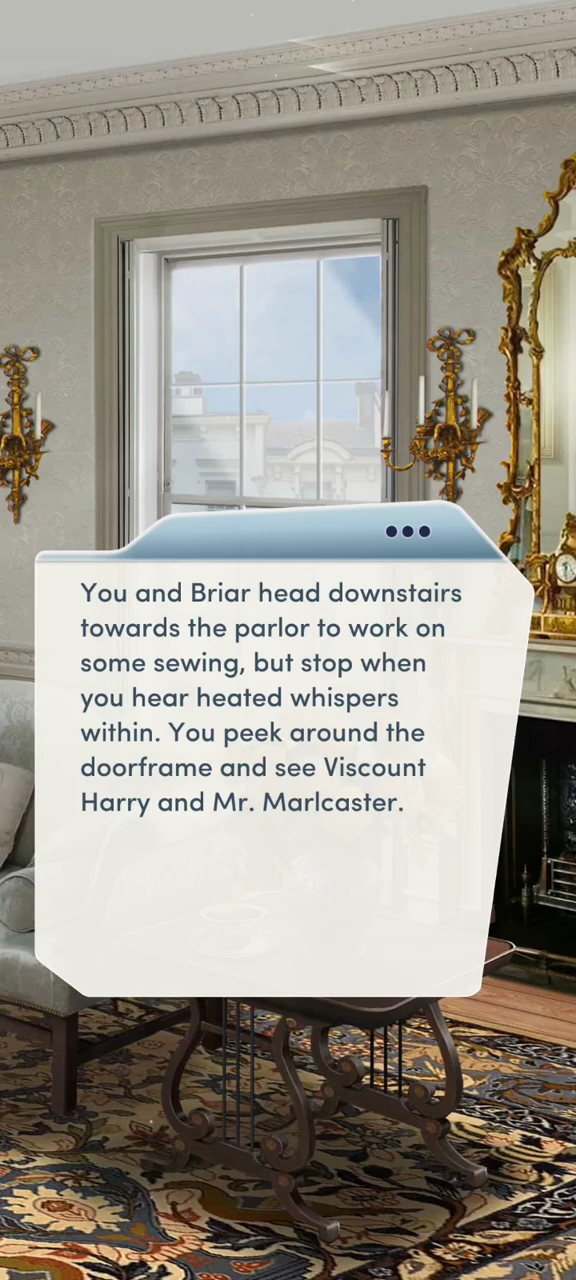 You and Briar head downstairs
towards the parlor to work on
some sewing, but stop when
you hear heated whispers
within. You peek around the
doorframe and see Viscount
Harry and Mr. Marlcaster.